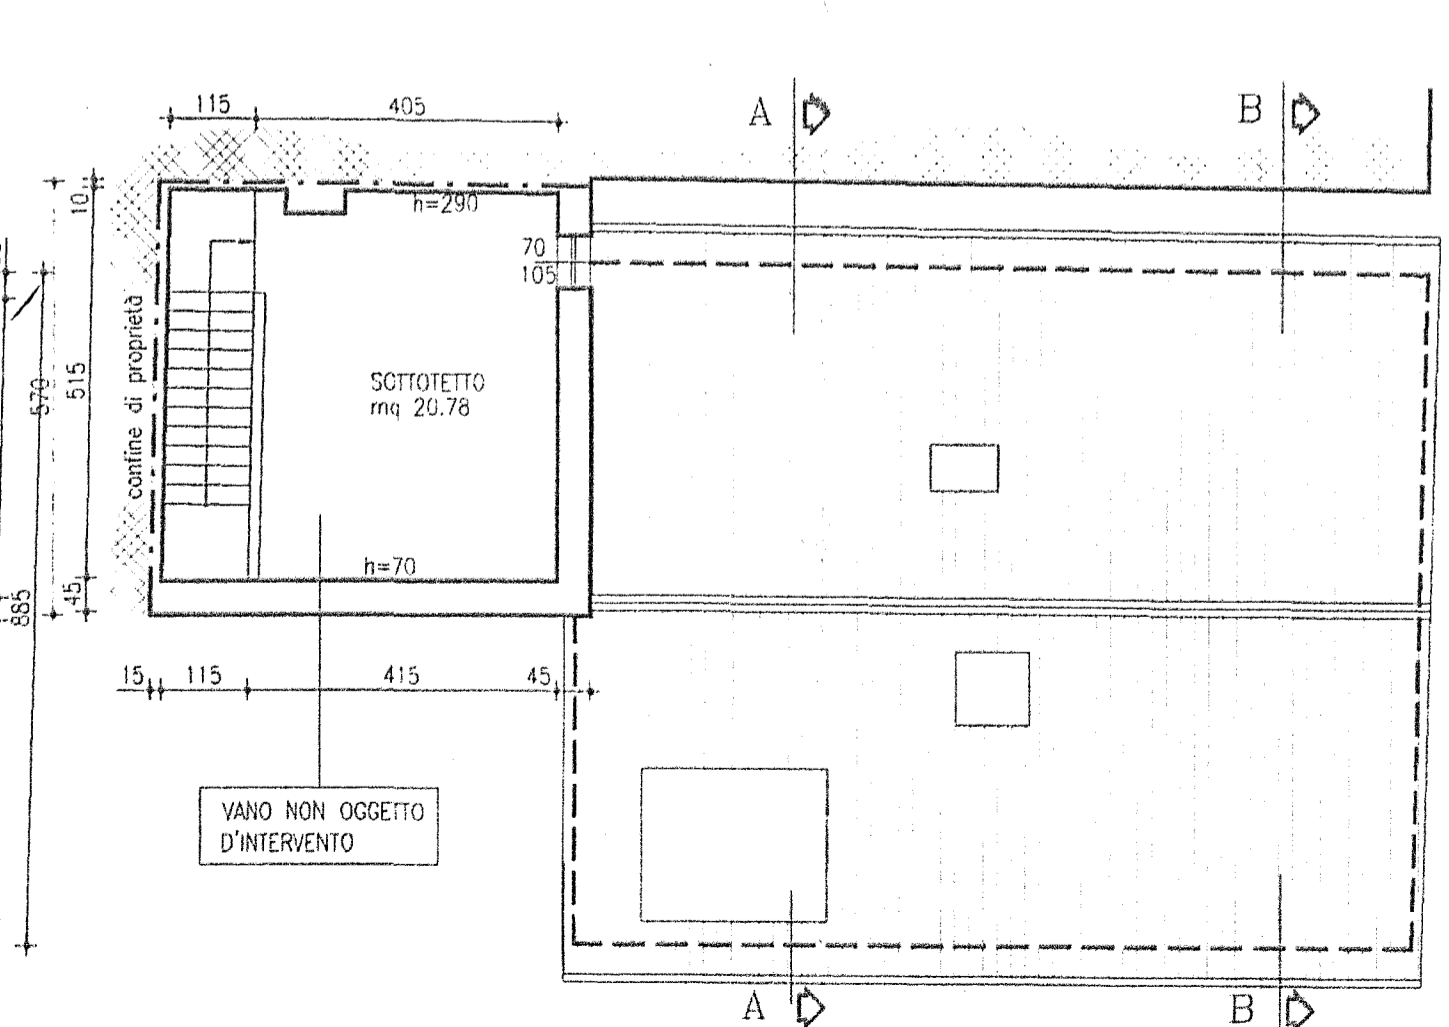 A
B
115
405
10
h=290
70
105
confine di proprietà
570
515
SOTTOTETTO
mq 20.78
h=70
45
885
15
115
415
45
VANO NON OGGETTO
D'INTERVENTO
A
B